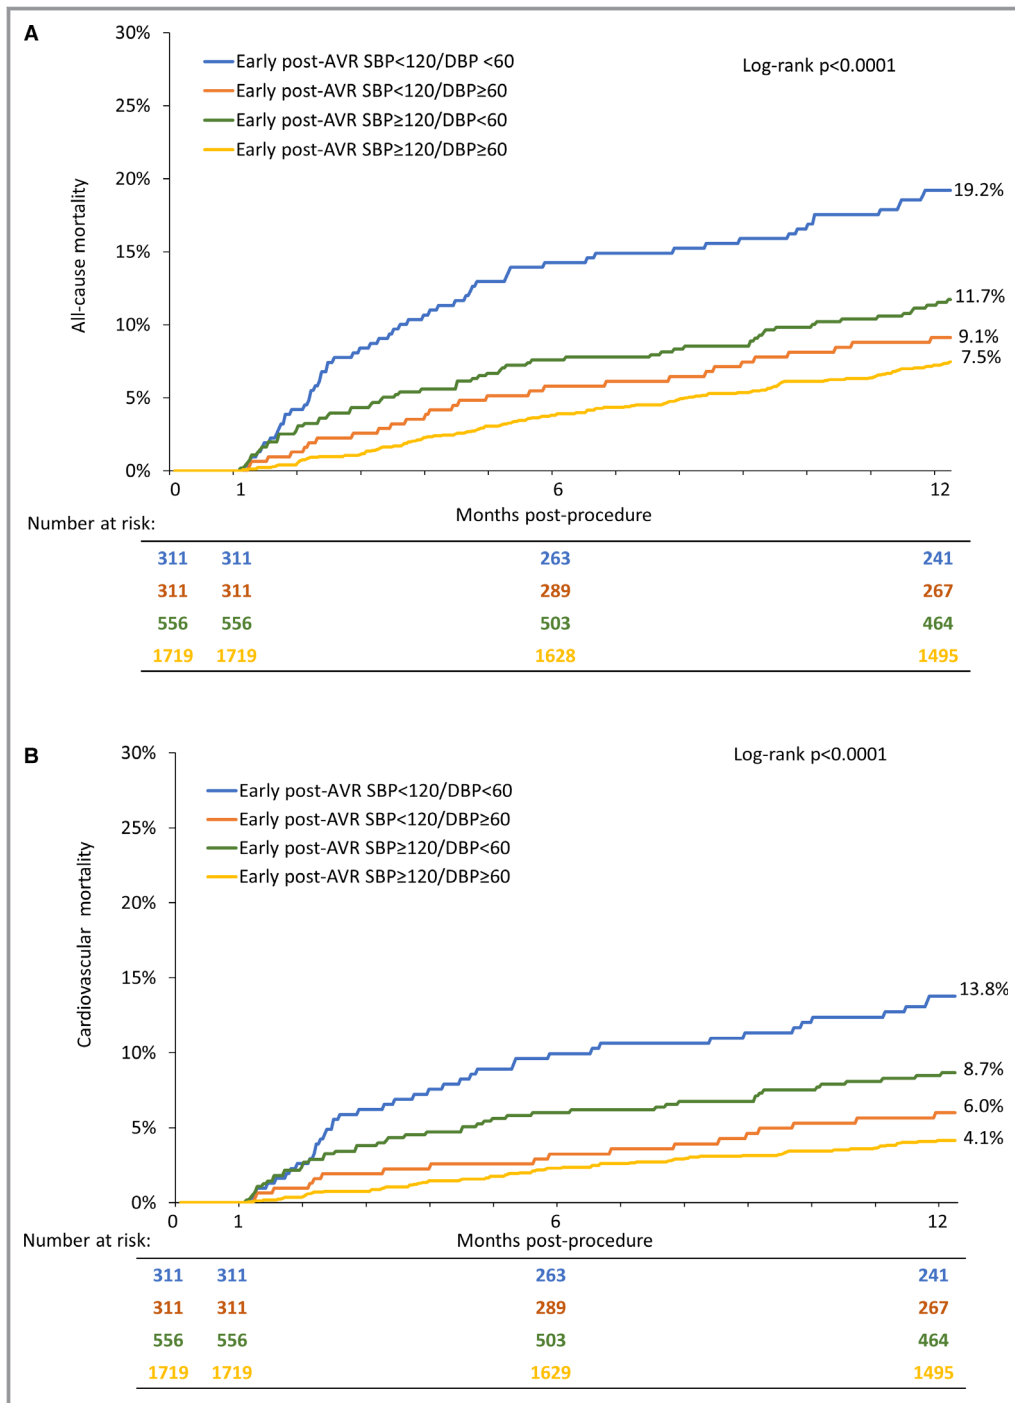 A
30%
25%
20%
15%
10%
5%
0%
All-cause mortality
Early post-AVR SBP<120/DBP <60
Early post-AVR SBP<120/DBP≥60
Early post-AVR SBP≥120/DBP<60
Early post-AVR SBP≥120/DBP≥60
Log-rank p<0.0001
19.2%
11.7%
9.1%
7.5%
0 1 6 12
Months post-procedure
Number at risk:
311 311 263 241
311 311 289 267
556 556 503 464
1719 1719 1628 1495
B
30%
25%
20%
15%
10%
5%
0%
Cardiovascular mortality
Early post-AVR SBP<120/DBP<60
Early post-AVR SBP<120/DBP≥60
Early post-AVR SBP≥120/DBP<60
Early post-AVR SBP≥120/DBP≥60
Log-rank p<0.0001
13.8%
8.7%
6.0%
4.1%
0 1 6 12
Months post-procedure
Number at risk:
311 311 263 241
311 311 289 267
556 556 503 464
1719 1719 1629 1495